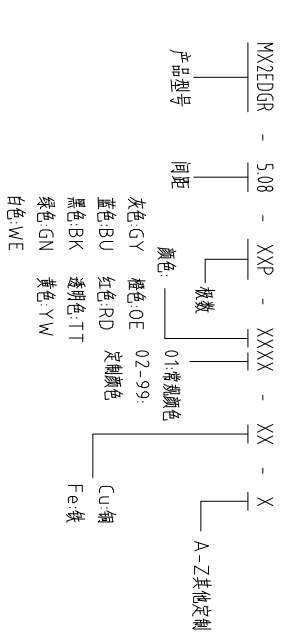 MX2EDGR - 5.08 - XXP - XXXX - XX - X
产品型号
间距
极数
颜色:
灰色:GY 橙色:OE
蓝色:BU 红色:RD
黑色:BK 透明色:TT
绿色:GN 黄色:YW
白色:WE
01:常规颜色
02-99:
定制颜色
Cu:铜
Fe:铁
A-Z其他定制